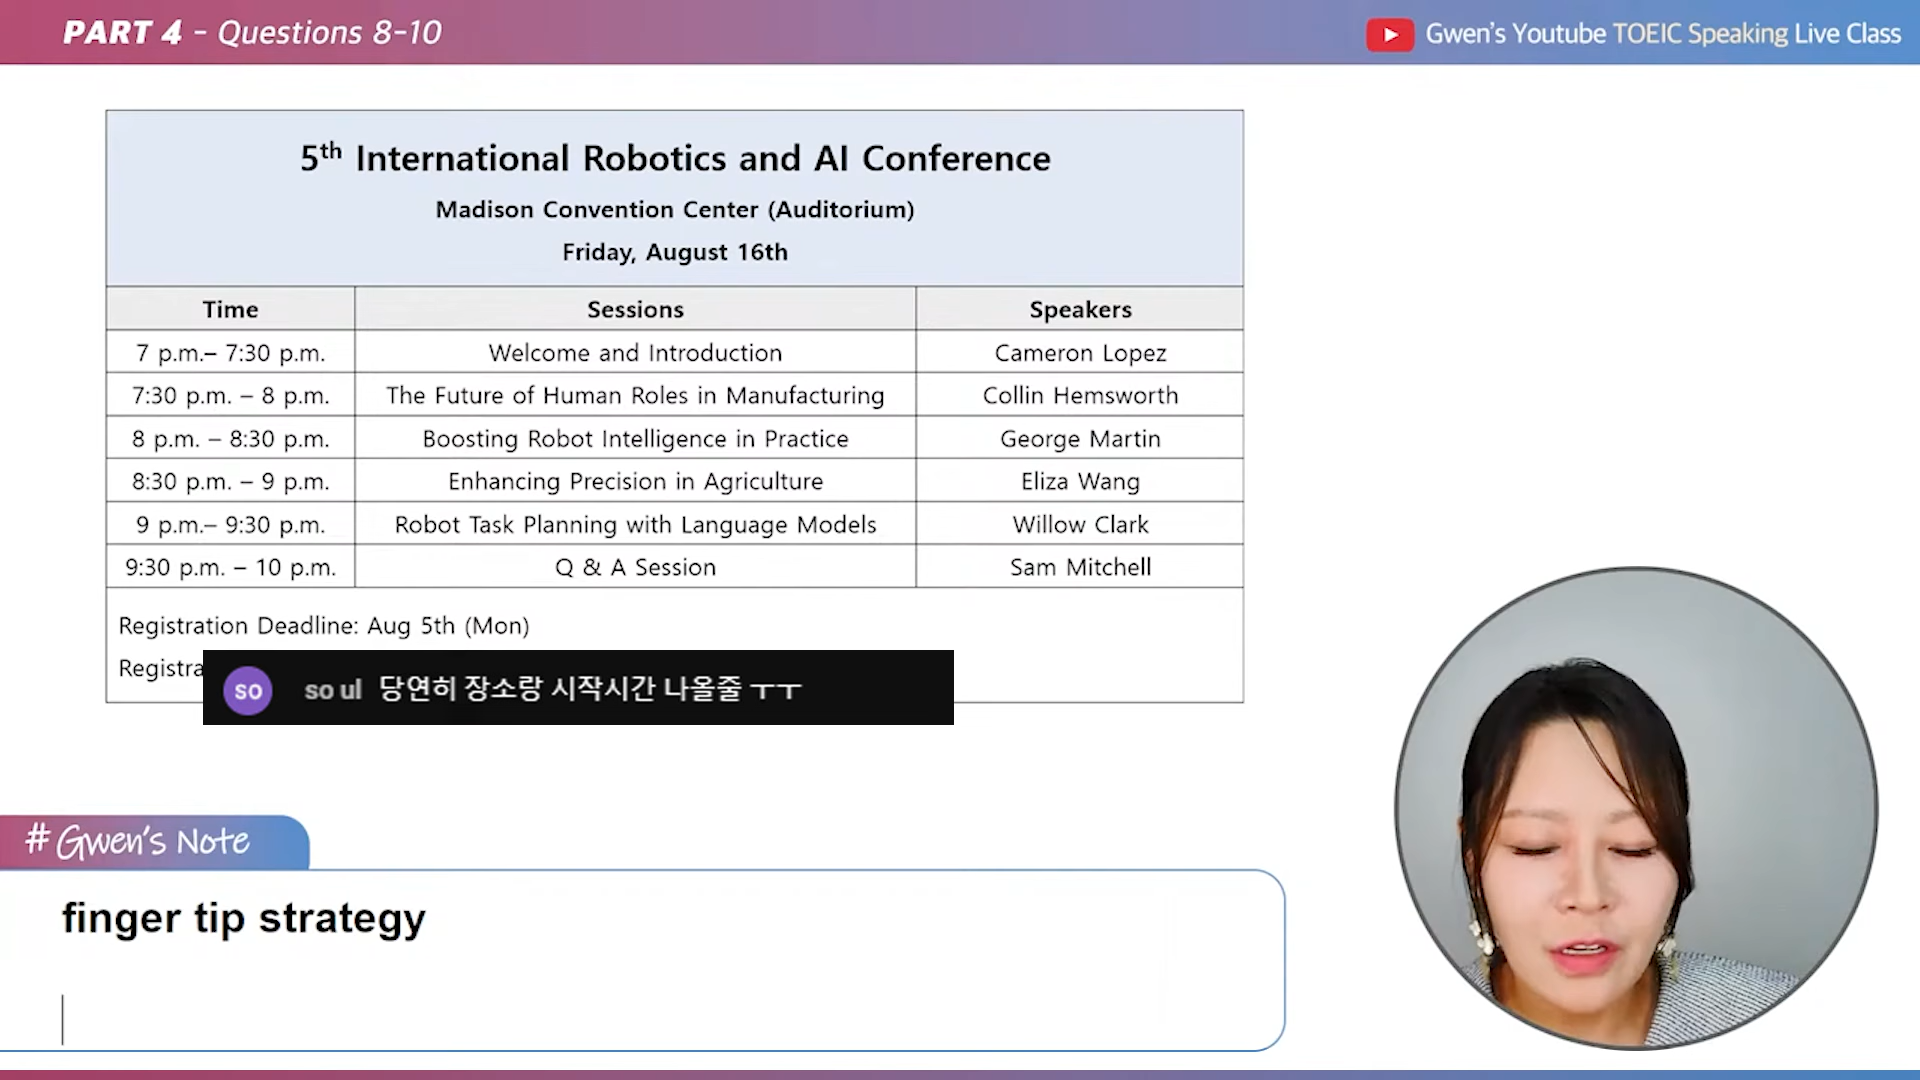 PART 4 - Questions 8-10
Gwen's Youtube TOEIC Speaking Live Class
5th International Robotics and AI Conference
Madison Convention Center (Auditorium)
Friday, August 16th
Time Sessions Speakers
7 p.m.– 7:30 p.m. Welcome and Introduction Cameron Lopez
7:30 p.m. – 8 p.m. The Future of Human Roles in Manufacturing Collin Hemsworth
8 p.m. – 8:30 p.m. Boosting Robot Intelligence in Practice George Martin
8:30 p.m. – 9 p.m. Enhancing Precision in Agriculture Eliza Wang
9 p.m.– 9:30 p.m. Robot Task Planning with Language Models Willow Clark
9:30 p.m. – 10 p.m. Q & A Session Sam Mitchell
Registration Deadline: Aug 5th (Mon)
Registra
so so ul 당연히 장소랑 시작시간 나올줄 ㅜㅜ
# Gwen's Note
finger tip strategy